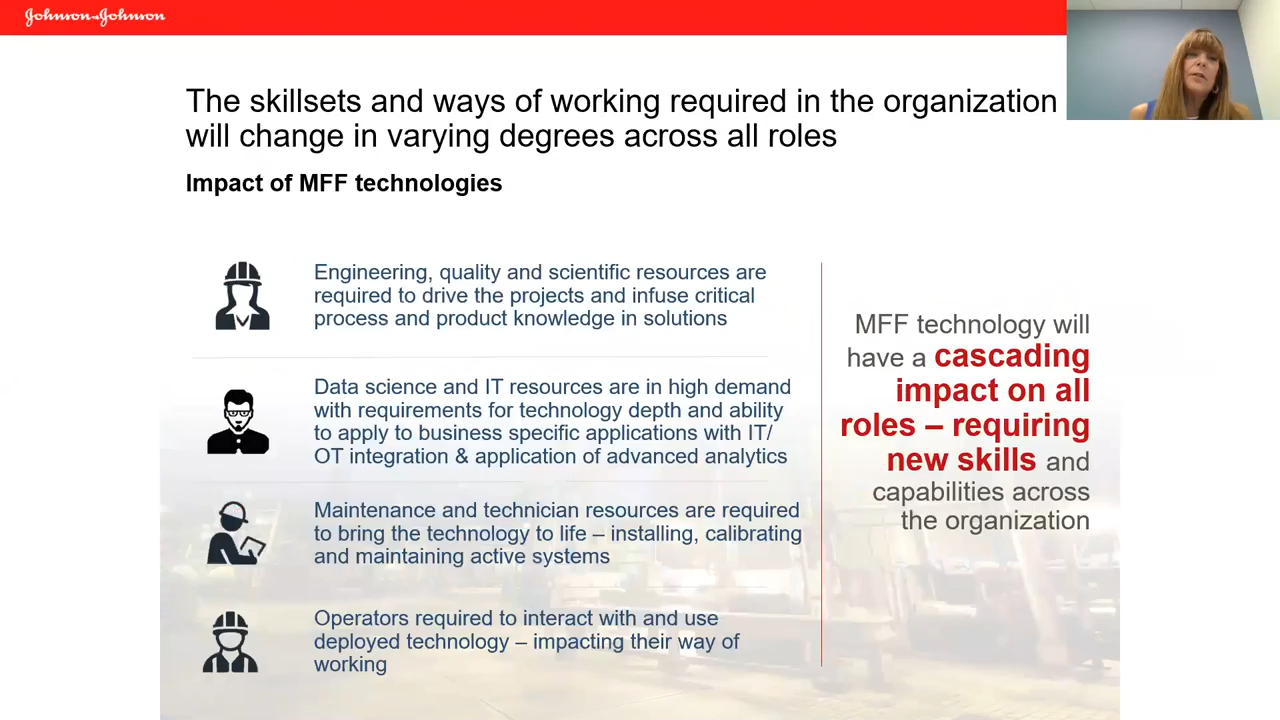 Johnson & Johnson
The skillsets and ways of working required in the organization
will change in varying degrees across all roles
Impact of MFF technologies
Engineering, quality and scientific resources are
required to drive the projects and infuse critical
process and product knowledge in solutions
Data science and IT resources are in high demand
with requirements for technology depth and ability
to apply to business specific applications with IT/
OT integration & application of advanced analytics
Maintenance and technician resources are required
to bring the technology to life – installing, calibrating
and maintaining active systems
Operators required to interact with and use
deployed technology – impacting their way of
working
MFF technology will
have a cascading
impact on all
roles – requiring
new skills and
capabilities across
the organization